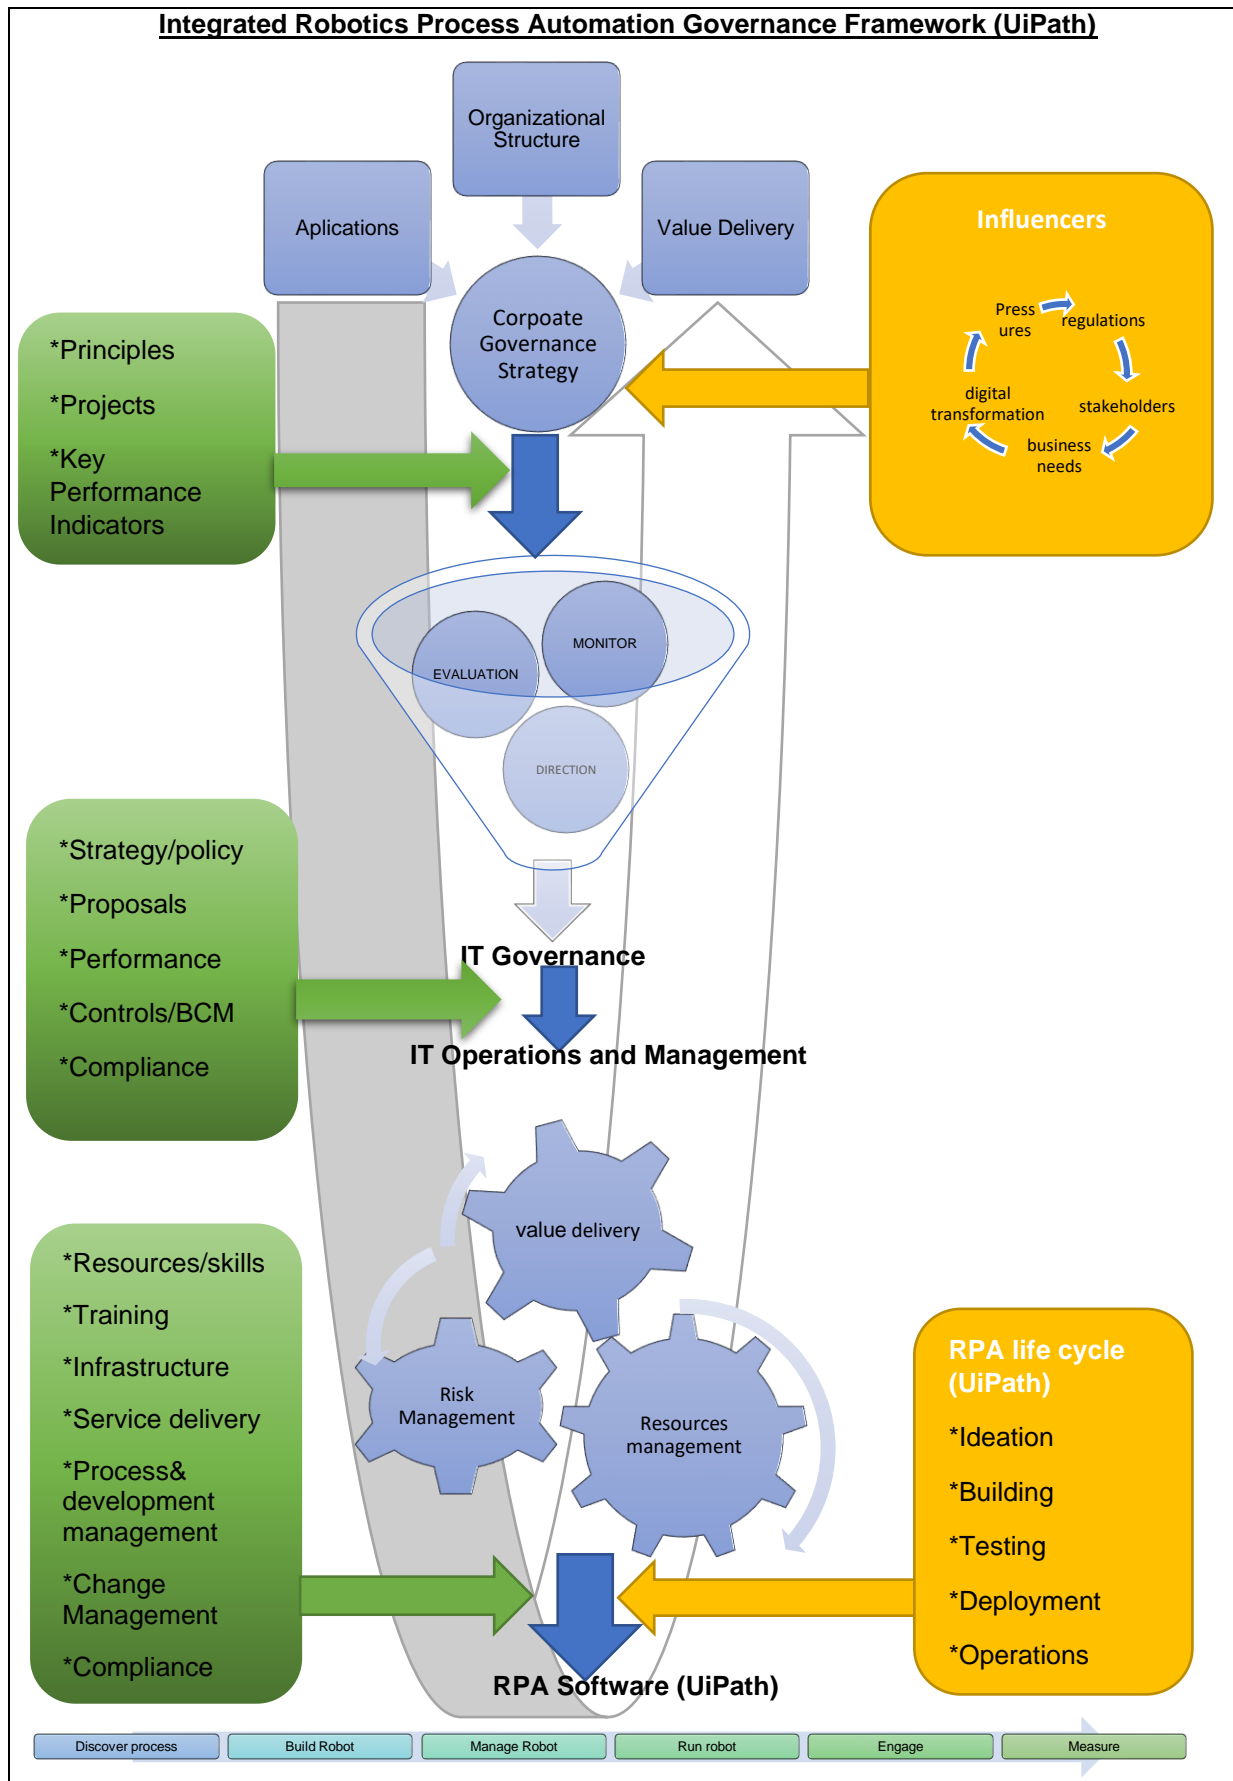 Integrated Robotics Process Automation Governance Framework (UiPath)
Organizational
Structure
Aplications
Value Delivery
Corpoate
Governance
Strategy
Influencers
Press
ures
regulations
stakeholders
business
needs
digital
transformation
*Principles
*Projects
*Key
Performance
Indicators
MONITOR
EVALUATION
DIRECTION
*Strategy/policy
*Proposals
*Performance
*Controls/BCM
*Compliance
IT Governance
IT Operations and Management
value delivery
Risk
Management
Resources
management
*Resources/skills
*Training
*Infrastructure
*Service delivery
*Process&
development
management
*Change
Management
*Compliance
RPA life cycle
(UiPath)
*Ideation
*Building
*Testing
*Deployment
*Operations
RPA Software (UiPath)
Discover process
Build Robot
Manage Robot
Run robot
Engage
Measure